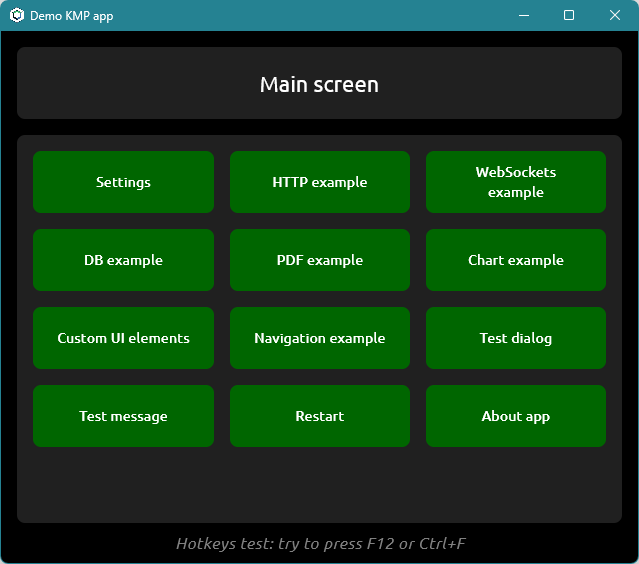 Demo KMP app
Main screen
Settings
HTTP example
WebSockets
example
DB example
PDF example
Chart example
Custom UI elements
Navigation example
Test dialog
Test message
Restart
About app
Hotkeys test: try to press F12 or Ctrl+F